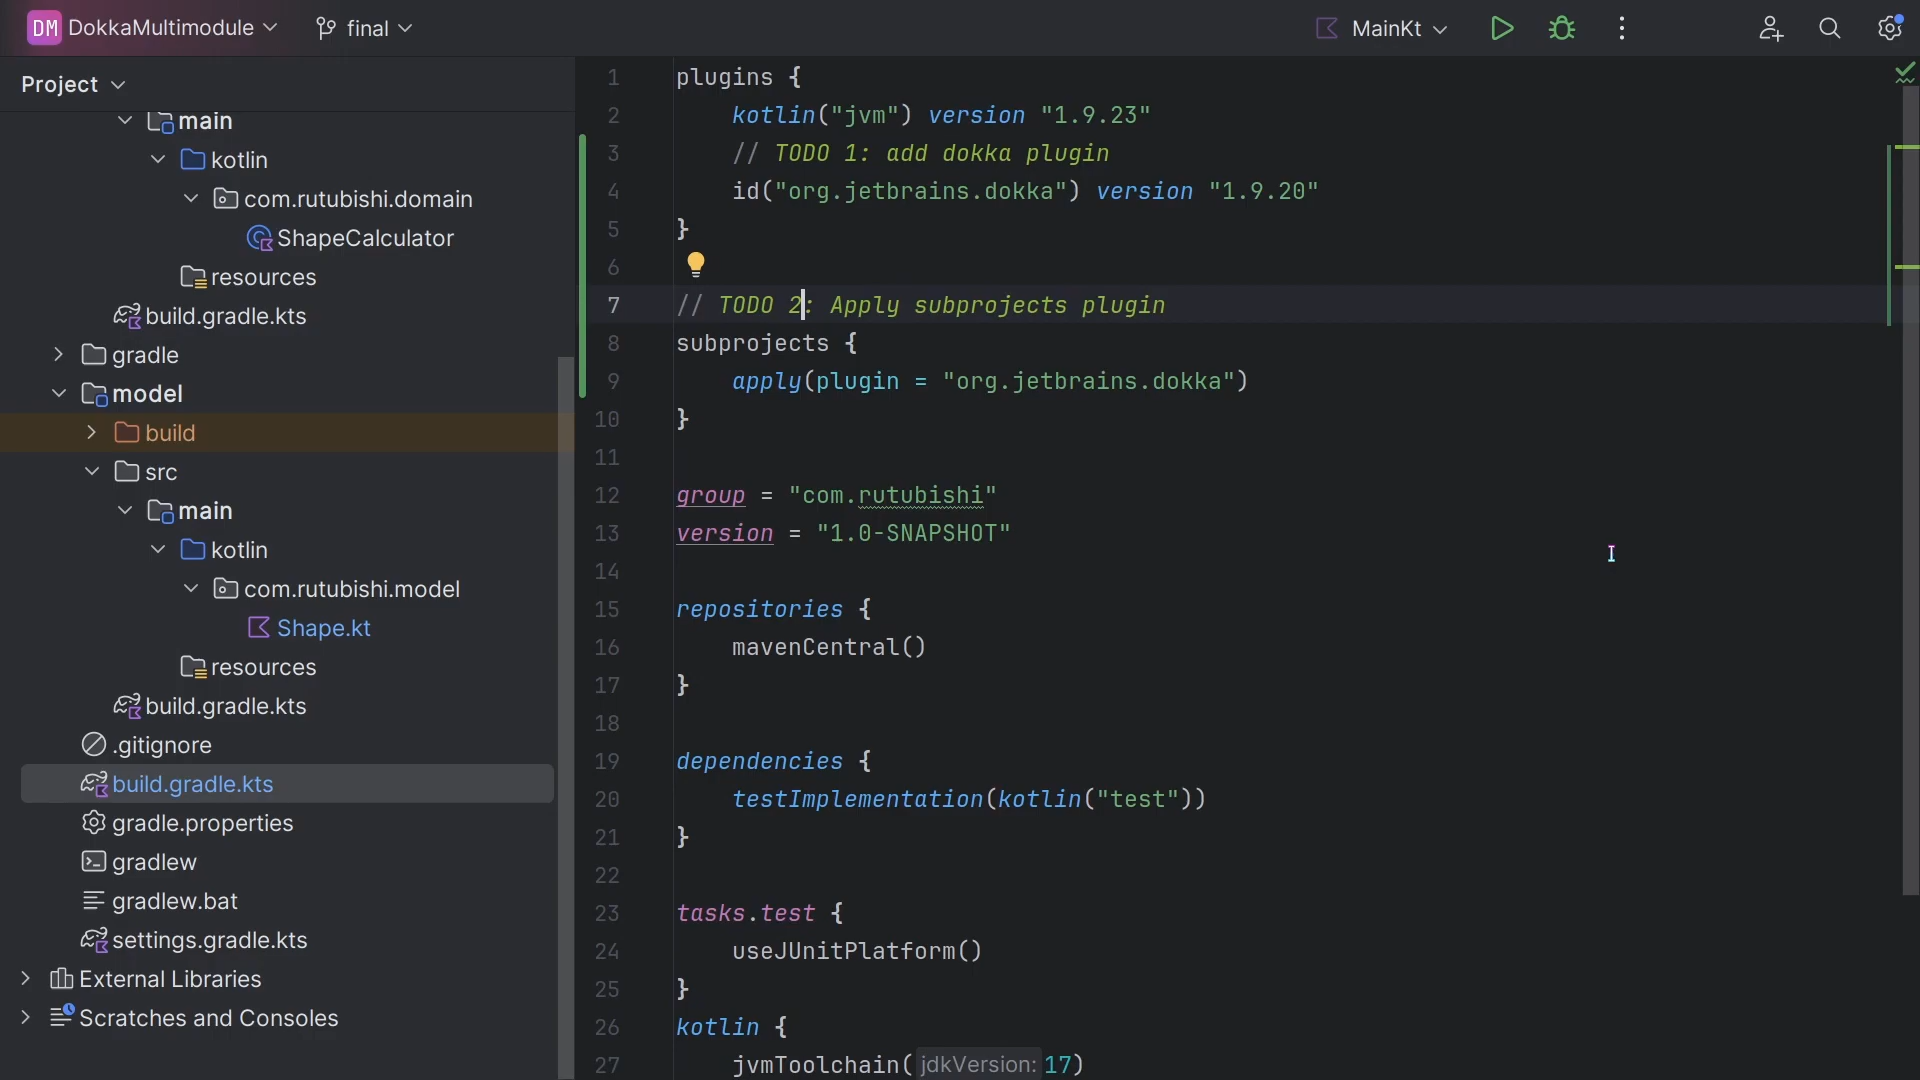 DM DokkaMultimodule final MainKt
Project
main
kotlin
com.rutubishi.domain
ShapeCalculator
resources
build.gradle.kts
gradle
model
build
src
main
kotlin
com.rutubishi.model
Shape.kt
resources
build.gradle.kts
.gitignore
build.gradle.kts
gradle.properties
gradlew
gradlew.bat
settings.gradle.kts
External Libraries
Scratches and Consoles
1 plugins {
2 kotlin("jvm") version "1.9.23"
3 // TODO 1: add dokka plugin
4 id("org.jetbrains.dokka") version "1.9.20"
5 }
6
7 // TODO 2: Apply subprojects plugin
8 subprojects {
9 apply(plugin = "org.jetbrains.dokka")
10 }
11
12 group = "com.rutubishi"
13 version = "1.0-SNAPSHOT"
14
15 repositories {
16 mavenCentral()
17 }
18
19 dependencies {
20 testImplementation(kotlin("test"))
21 }
22
23 tasks.test {
24 useJUnitPlatform()
25 }
26 kotlin {
27 jvmToolchain( jdkVersion: 17)